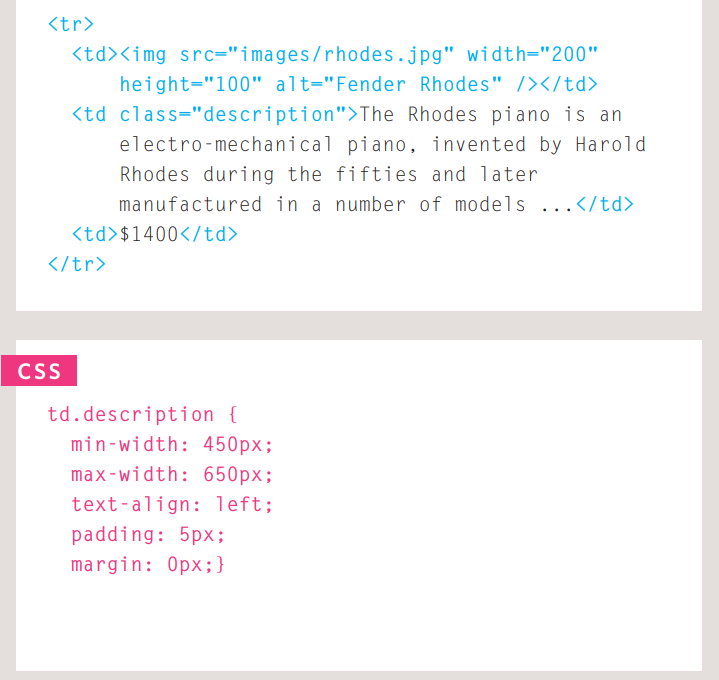 <tr>
<td><img src="images/rhodes.jpg" width="200"
height="100" alt="Fender Rhodes" /></td>
<td class="description">The Rhodes piano is an
electro-mechanical piano, invented by Harold
Rhodes during the fifties and later
manufactured in a number of models ...</td>
<td>$1400</td>
</tr>
CSS
td.description {
min-width: 450px;
max-width: 650px;
text-align: left;
padding: 5px;
margin: 0px;}